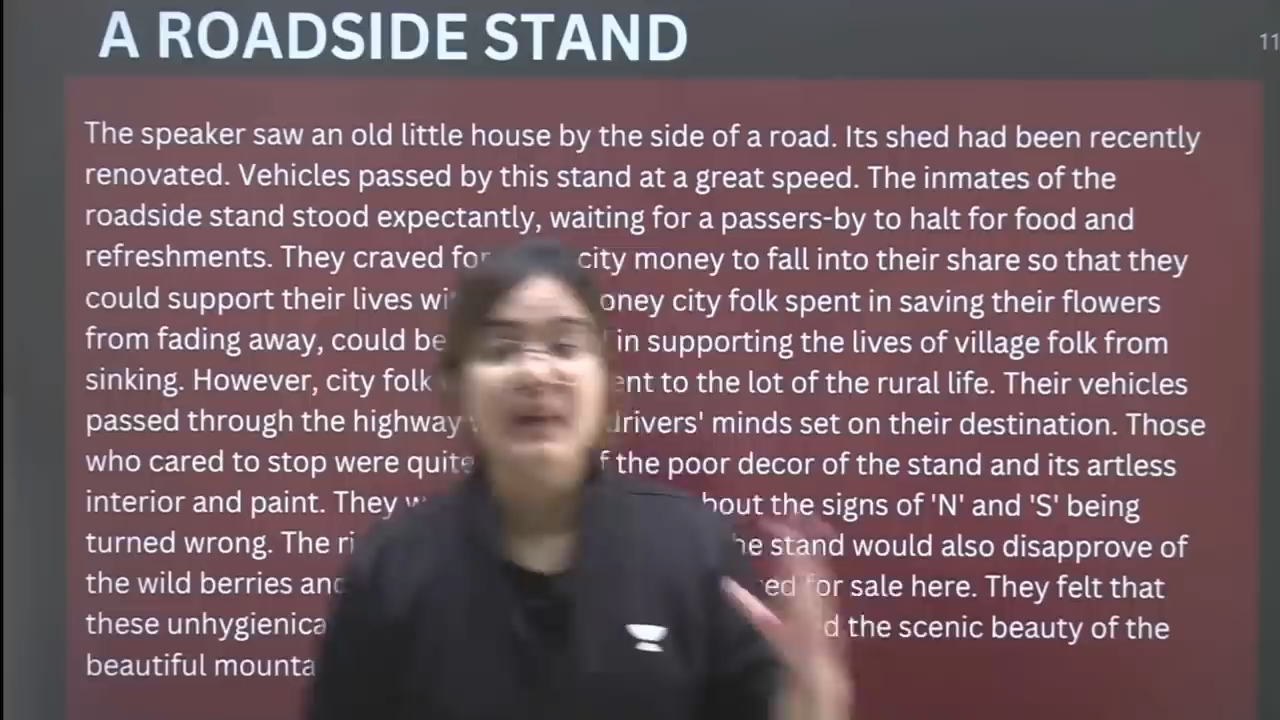 A ROADSIDE STAND
11
The speaker saw an old little house by the side of a road. Its shed had been recently
renovated. Vehicles passed by this stand at a great speed. The inmates of the
roadside stand stood expectantly, waiting for a passers-by to halt for food and
refreshments. They craved for city money to fall into their share so that they
could support their lives city folk spent in saving their flowers
from fading away, could be in supporting the lives of village folk from
sinking. However, city folk to the lot of the rural life. Their vehicles
passed through the highway drivers' minds set on their destination. Those
who cared to stop were quite the poor decor of the stand and its artless
interior and paint. They the signs of 'N' and 'S' being
turned wrong. The stand would also disapprove of
the wild berries for sale here. They felt that
these the scenic beauty of the
beautiful